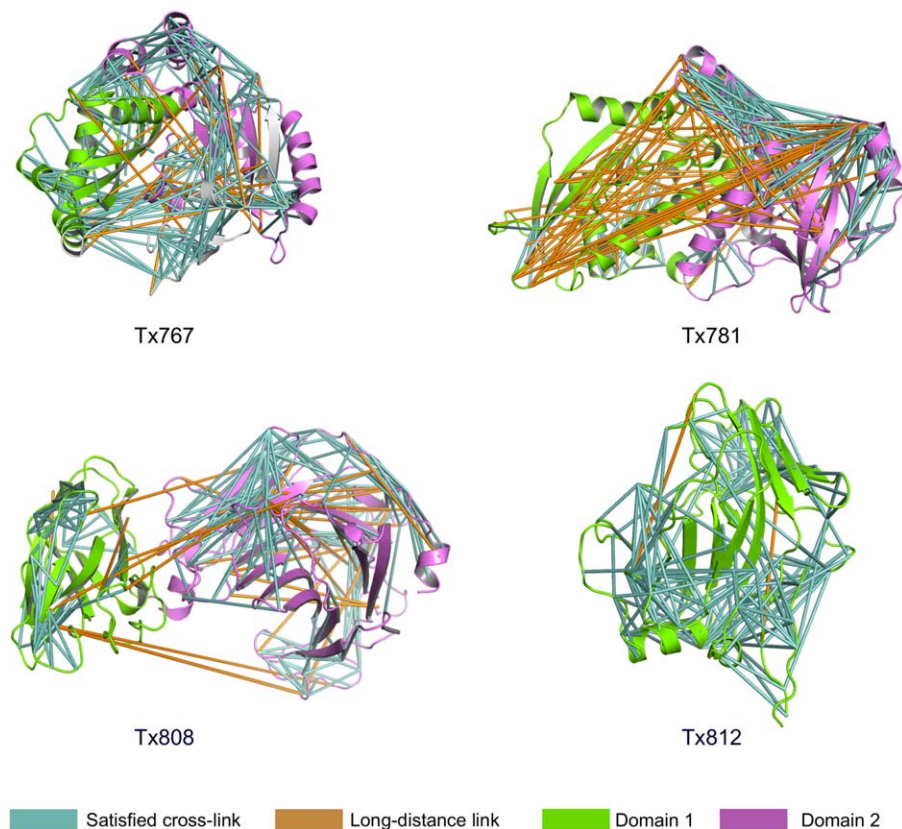 Tx767
Tx781
Tx808
Tx812
Satisfied cross-link Long-distance link Domain 1 Domain 2